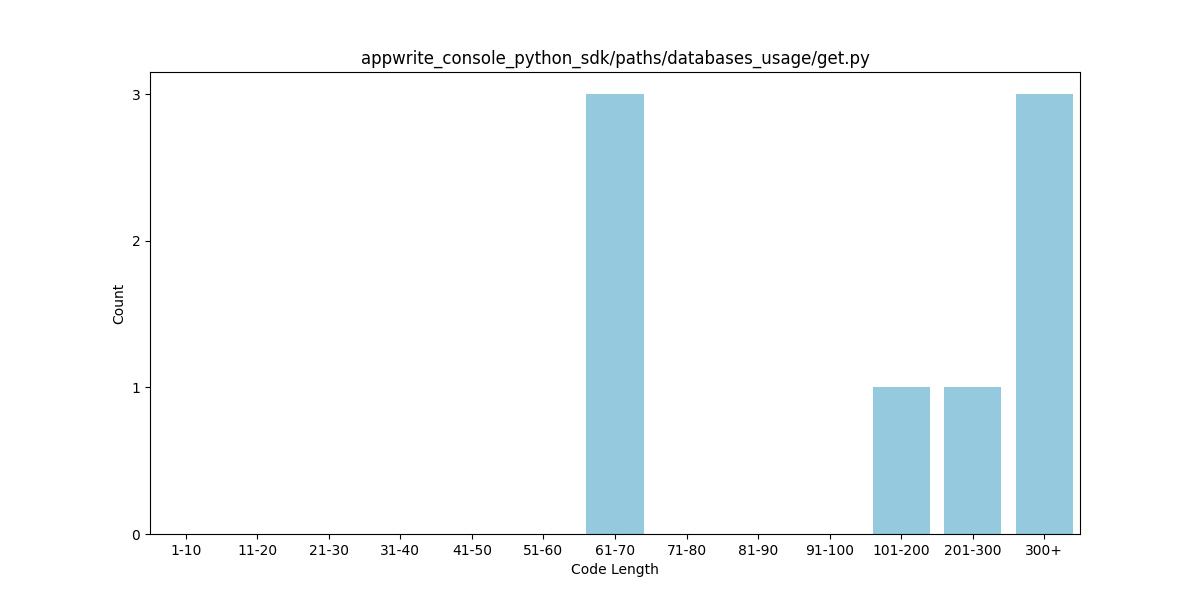 appwrite_console_python_sdk/paths/databases_usage/get.py
3
2
1
0
Count
1-10 11-20 21-30 31-40 41-50 51-60 61-70 71-80 81-90 91-100 101-200 201-300 300+
Code Length